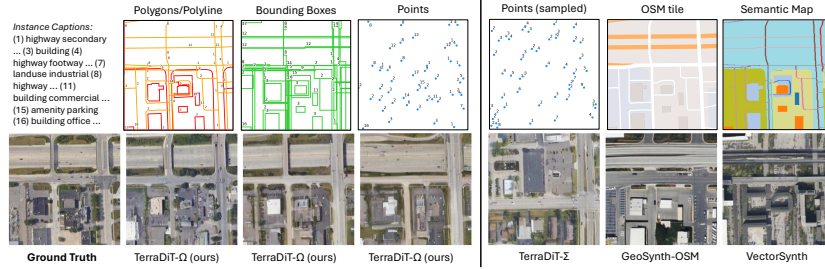 Polygons/Polyline
Bounding Boxes
Points
Points (sampled)
OSM tile
Semantic Map
Instance Captions:
(1) highway secondary
... (3) building (4)
highway footway ... (7)
landuse industrial (8)
highway ... (11)
building commercial ...
(15) amenity parking
(16) building office ...
Ground Truth
TerraDiT-Ω (ours)
TerraDiT-Ω (ours)
TerraDiT-Ω (ours)
TerraDiT-Σ
GeoSynth-OSM
VectorSynth